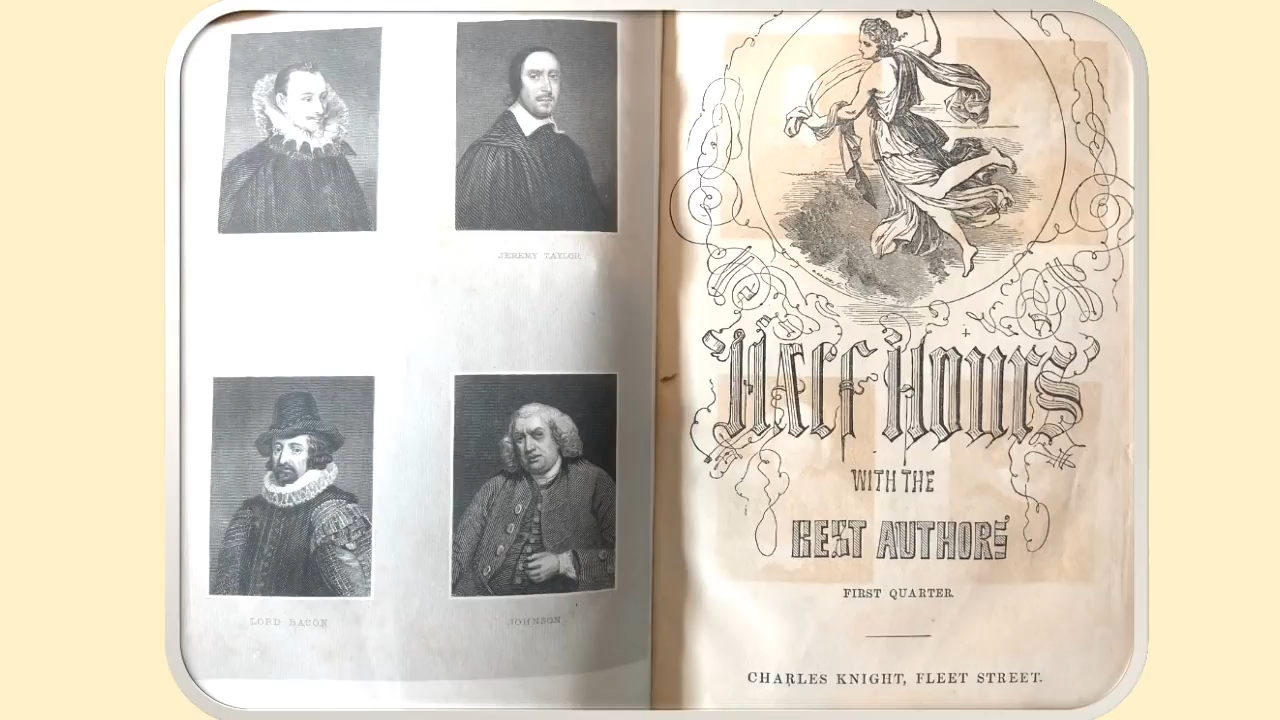 JEREMY TAYLOR
LORD BACON
JOHNSON
Half Hours
WITH THE
BEST AUTHORS
FIRST QUARTER.
CHARLES KNIGHT, FLEET STREET.